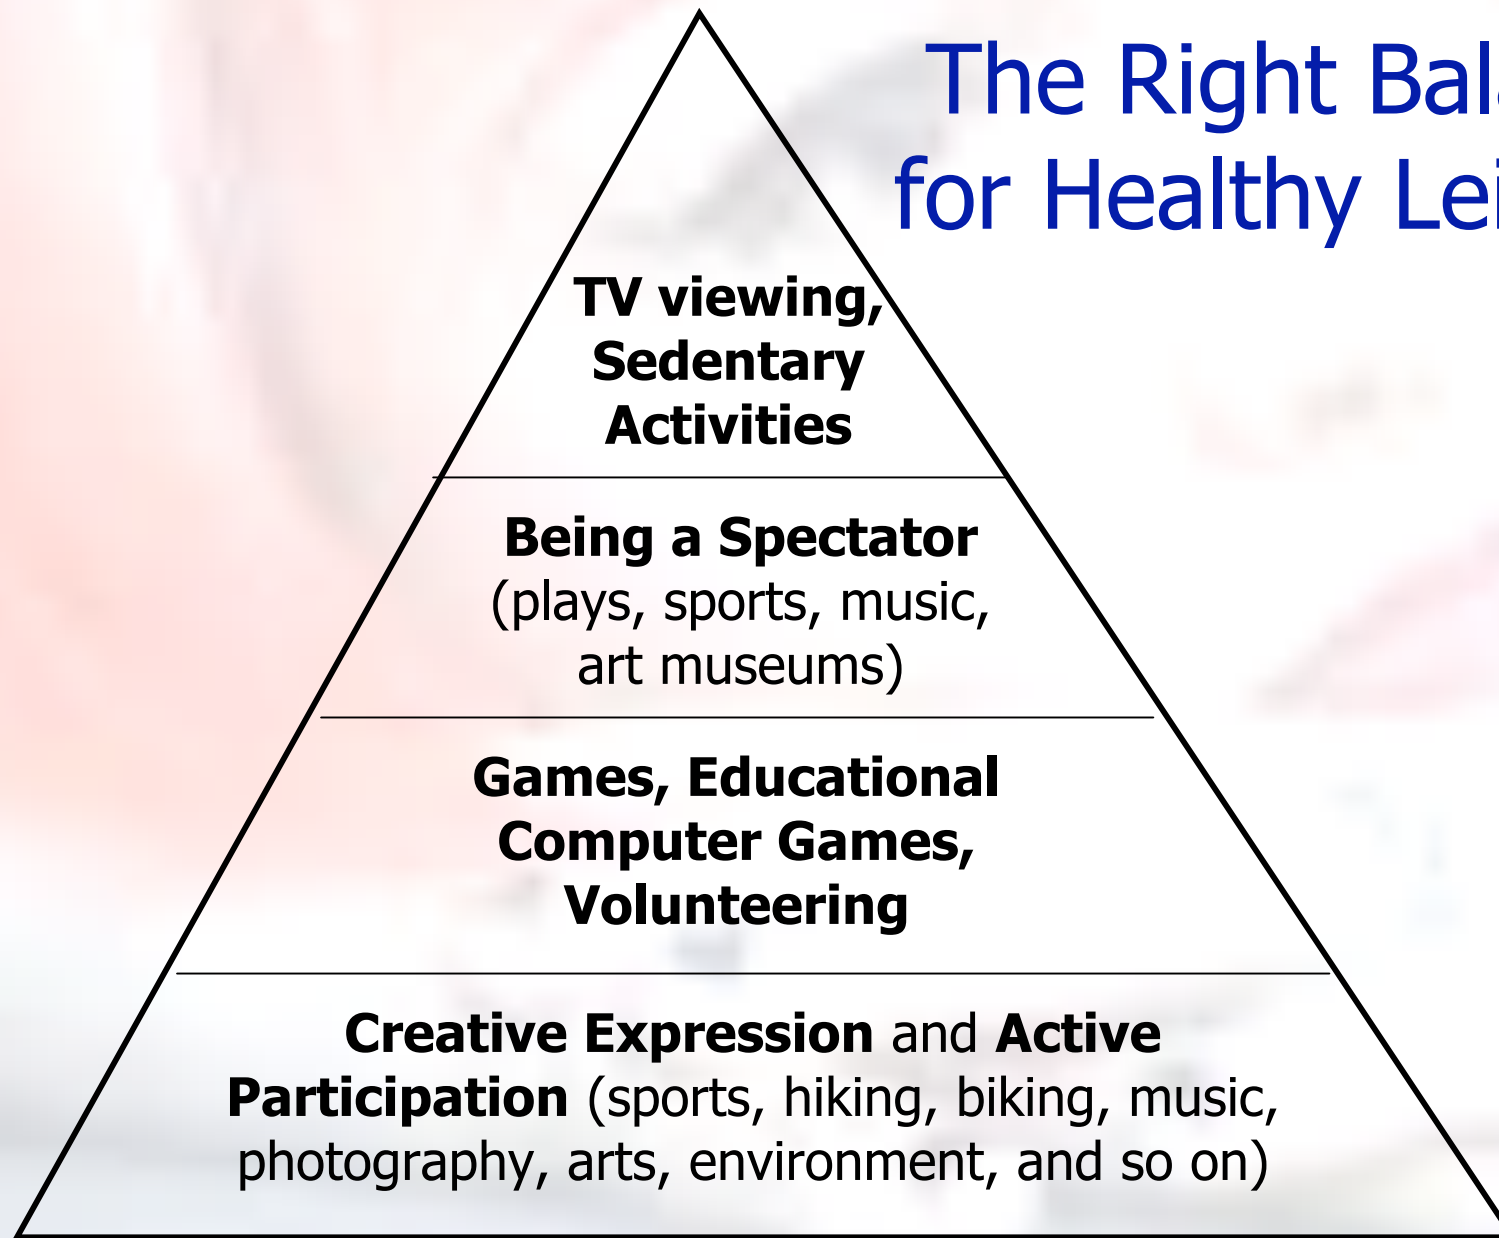 The Right Bala
for Healthy Lei
TV viewing,
Sedentary
Activities
Being a Spectator
(plays, sports, music,
art museums)
Games, Educational
Computer Games,
Volunteering
Creative Expression and Active
Participation (sports, hiking, biking, music,
photography, arts, environment, and so on)